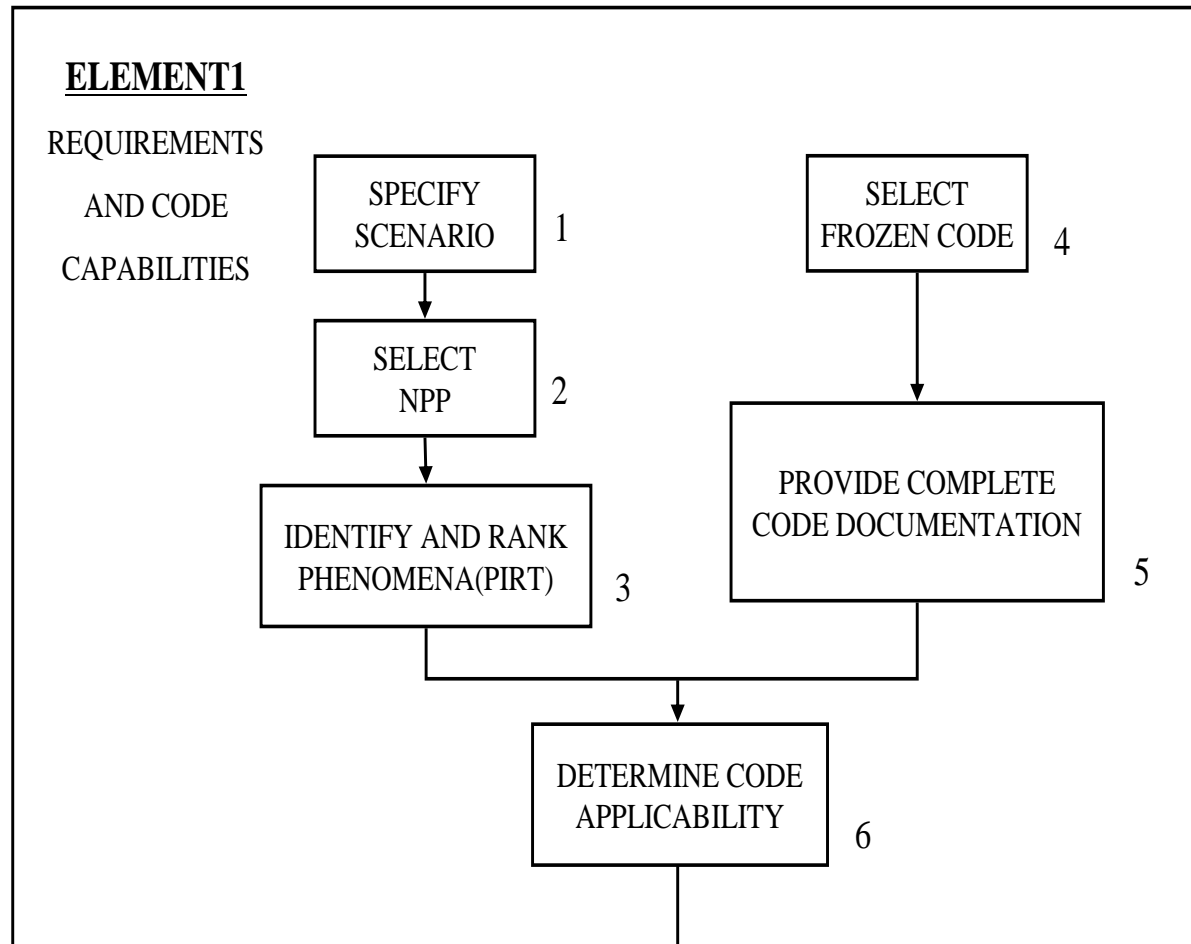 ELEMENT1
REQUIREMENTS
AND CODE
CAPABILITIES
SPECIFY
SCENARIO
1
SELECT
FROZEN CODE
4
SELECT
NPP
2
PROVIDE COMPLETE
CODE DOCUMENTATION
5
IDENTIFY AND RANK
PHENOMENA(PIRT)
3
DETERMINE CODE
APPLICABILITY
6